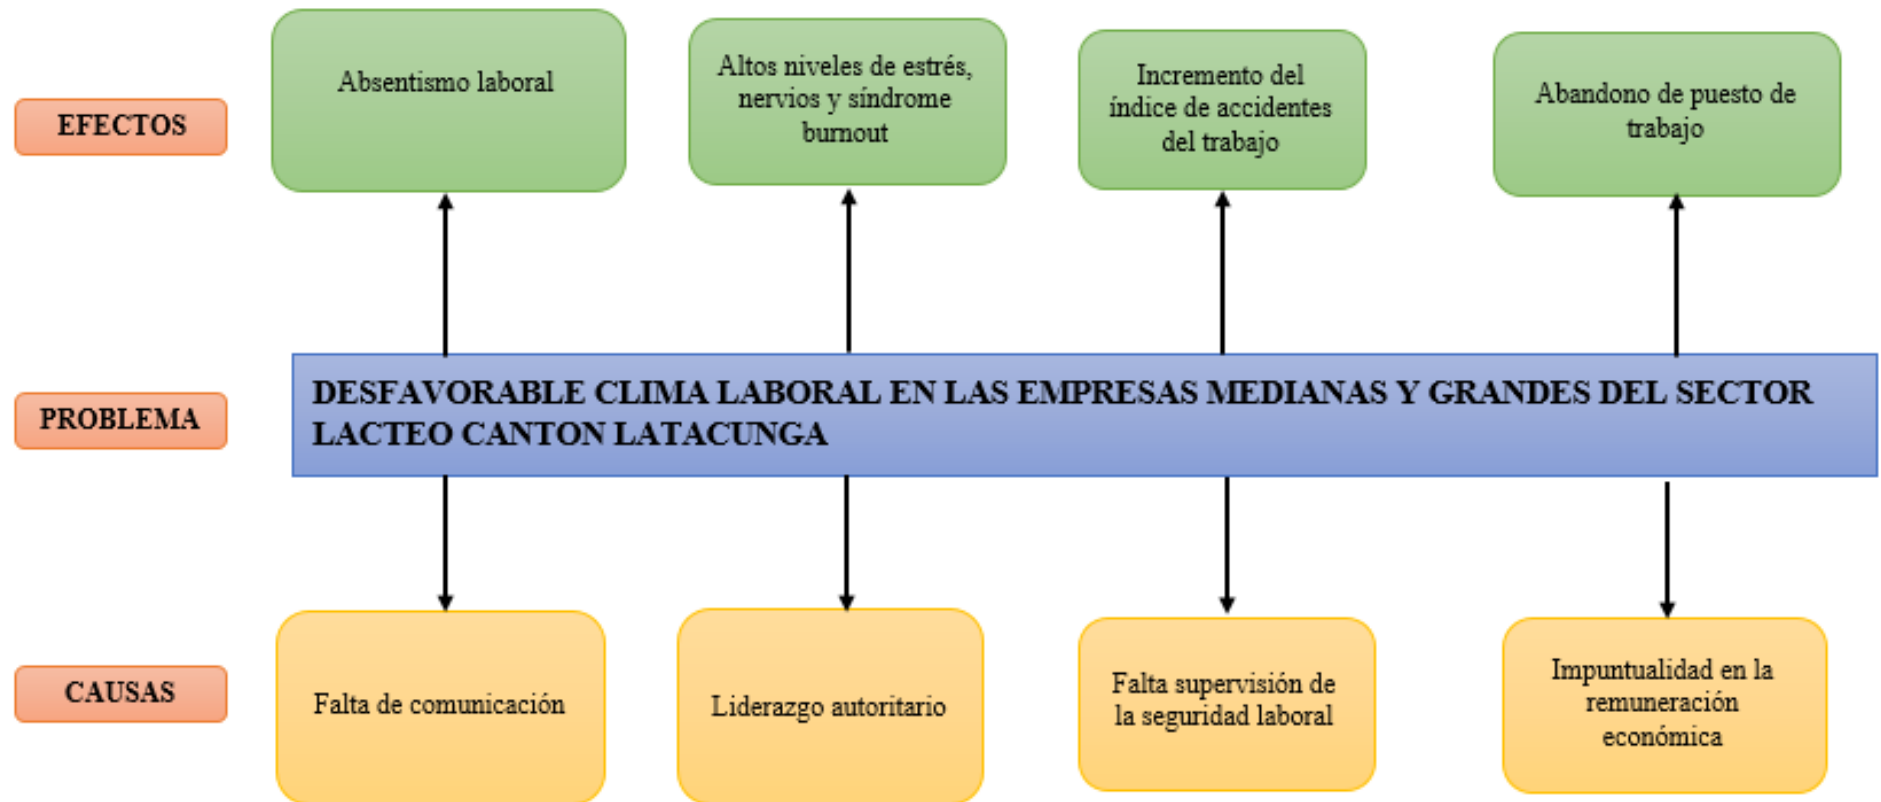 EFECTOS
Absentismo laboral
Altos niveles de estrés,
nervios y síndrome
burnout
Incremento del
índice de accidentes
del trabajo
Abandono de puesto de
trabajo
PROBLEMA
DESFAVORABLE CLIMA LABORAL EN LAS EMPRESAS MEDIANAS Y GRANDES DEL SECTOR
LACTEO CANTON LATACUNGA
CAUSAS
Falta de comunicación
Liderazgo autoritario
Falta supervisión de
la seguridad laboral
Impuntualidad en la
remuneración
económica